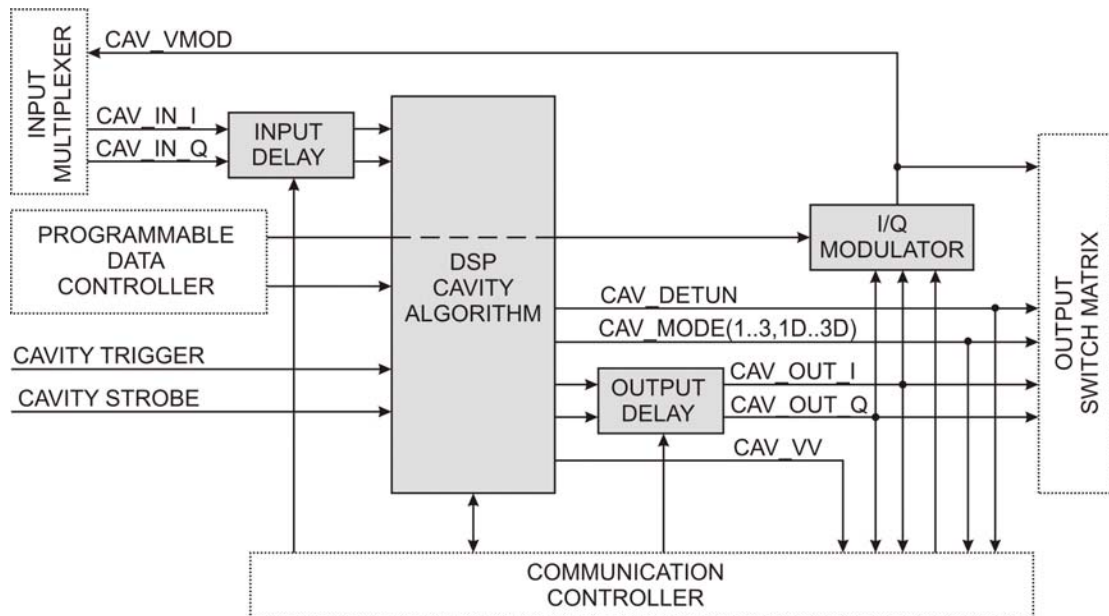 CAV_VMOD
INPUT
MULTIPLEXER
CAV_IN_I
CAV_IN_Q
INPUT
DELAY
PROGRAMMABLE
DATA
CONTROLLER
DSP
CAVITY
ALGORITHM
I/Q
MODULATOR
OUTPUT
SWITCH MATRIX
CAV_DETUN
CAV_MODE(1..3,1D..3D)
CAVITY TRIGGER
CAVITY STROBE
OUTPUT
DELAY
CAV_OUT_I
CAV_OUT_Q
CAV_VV
COMMUNICATION
CONTROLLER